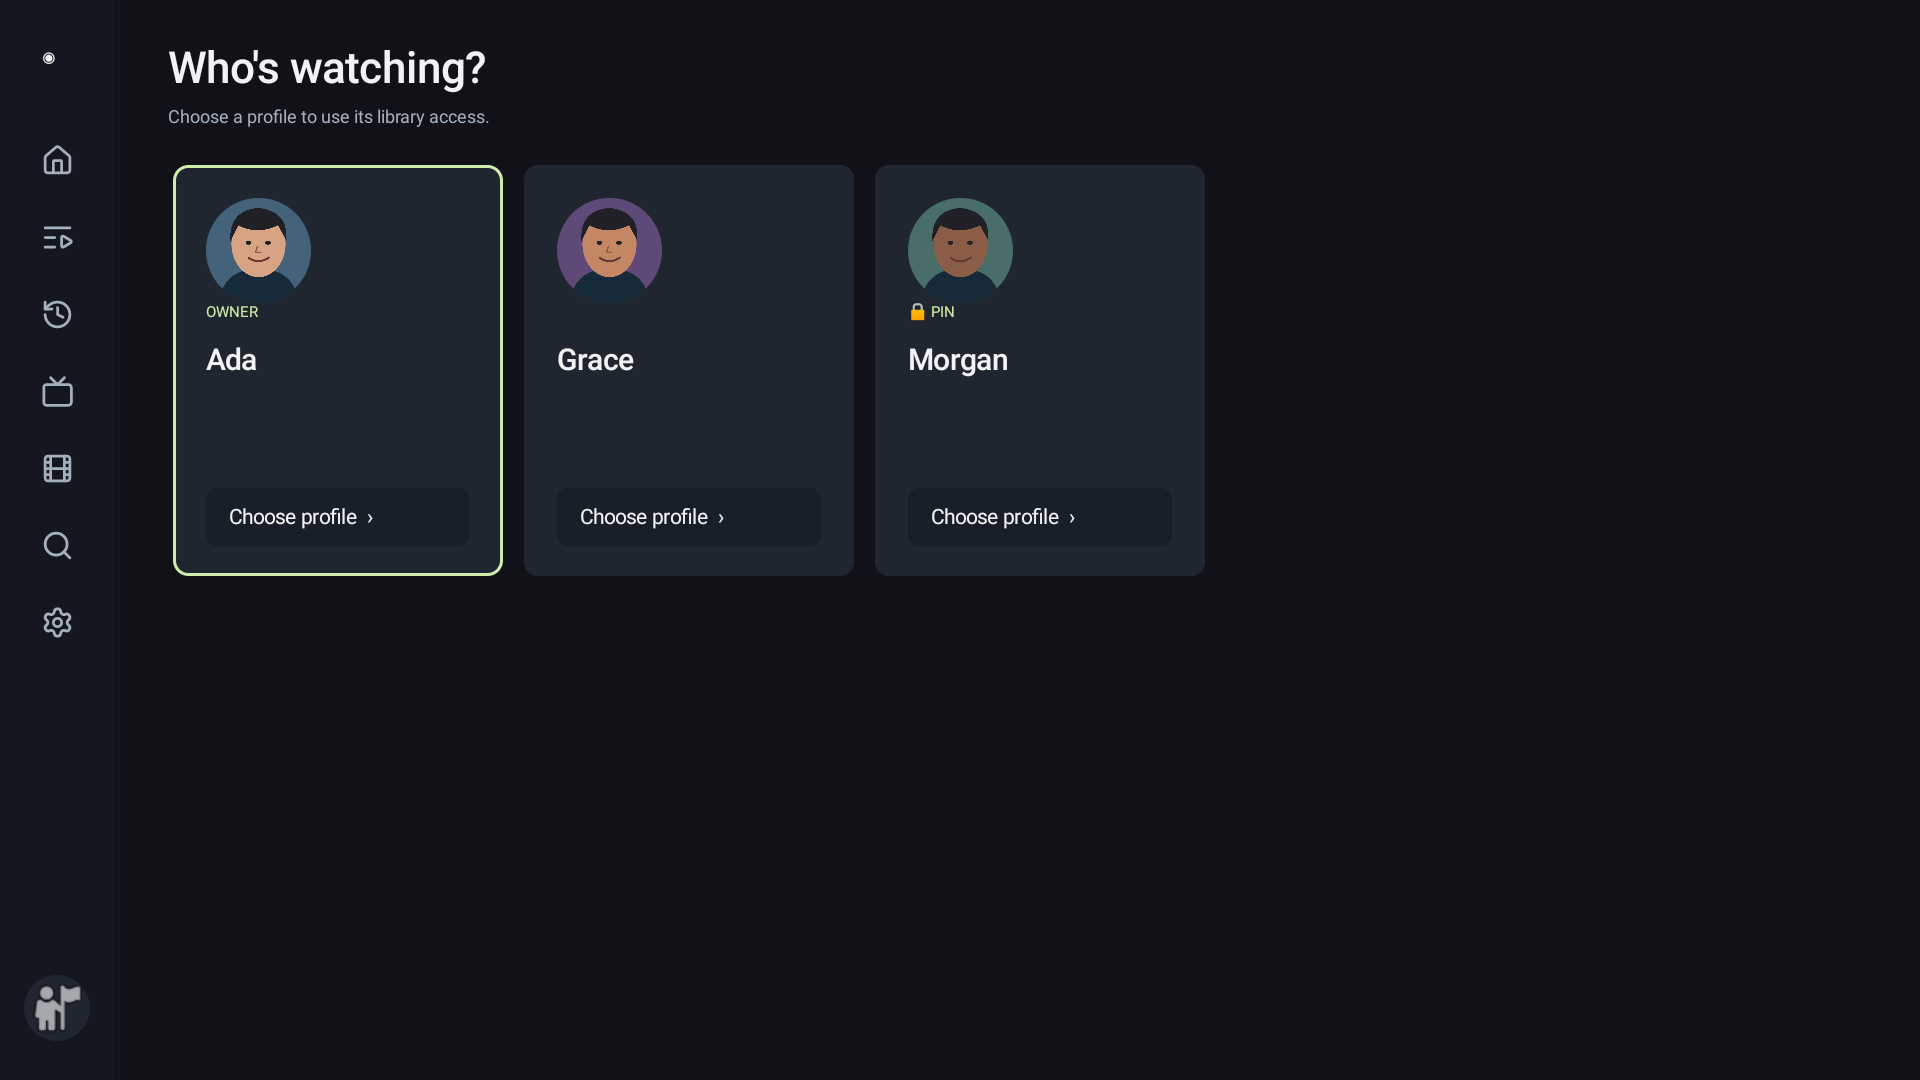 Who's watching?
Choose a profile to use its library access.
OWNER
Ada
Choose profile ›
Grace
Choose profile ›
🔒 PIN
Morgan
Choose profile ›